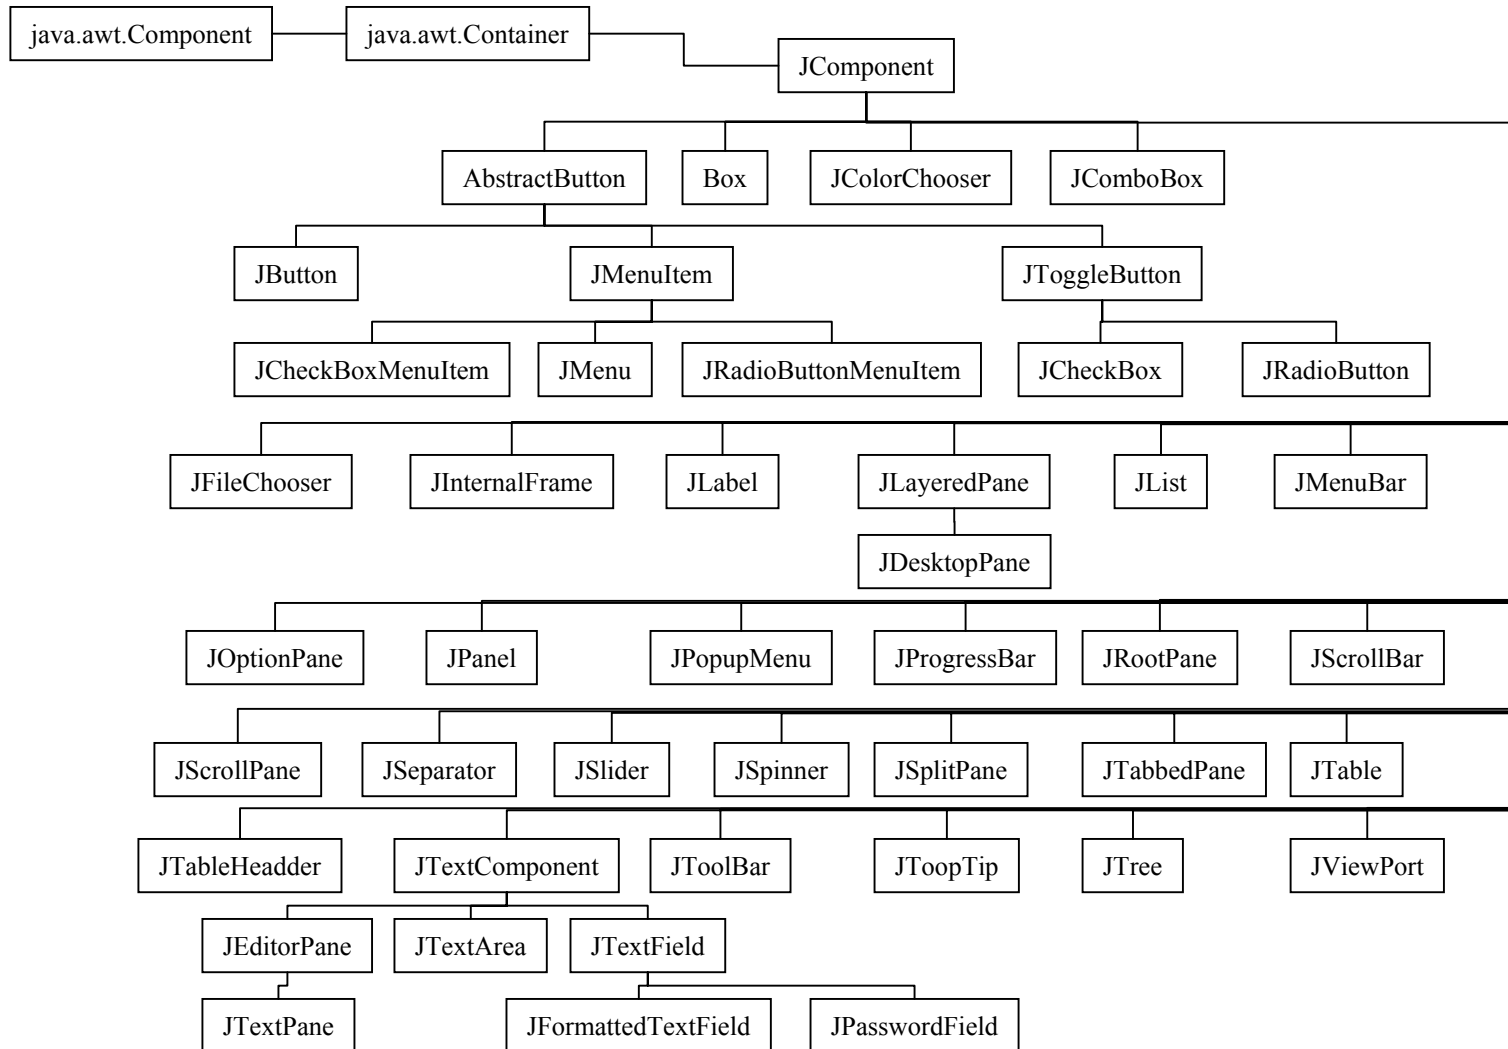 java.awt.Component
java.awt.Container
JComponent
AbstractButton
Box
JColorChooser
JComboBox
JButton
JMenuItem
JToggleButton
JCheckBoxMenuItem
JMenu
JRadioButtonMenuItem
JCheckBox
JRadioButton
JFileChooser
JInternalFrame
JLabel
JLayeredPane
JList
JMenuBar
JDesktopPane
JOptionPane
JPanel
JPopupMenu
JProgressBar
JRootPane
JScrollBar
JScrollPane
JSeparator
JSlider
JSpinner
JSplitPane
JTabbedPane
JTable
JTableHeadder
JTextComponent
JToolBar
JToopTip
JTree
JViewPort
JEditorPane
JTextArea
JTextField
JTextPane
JFormattedTextField
JPasswordField